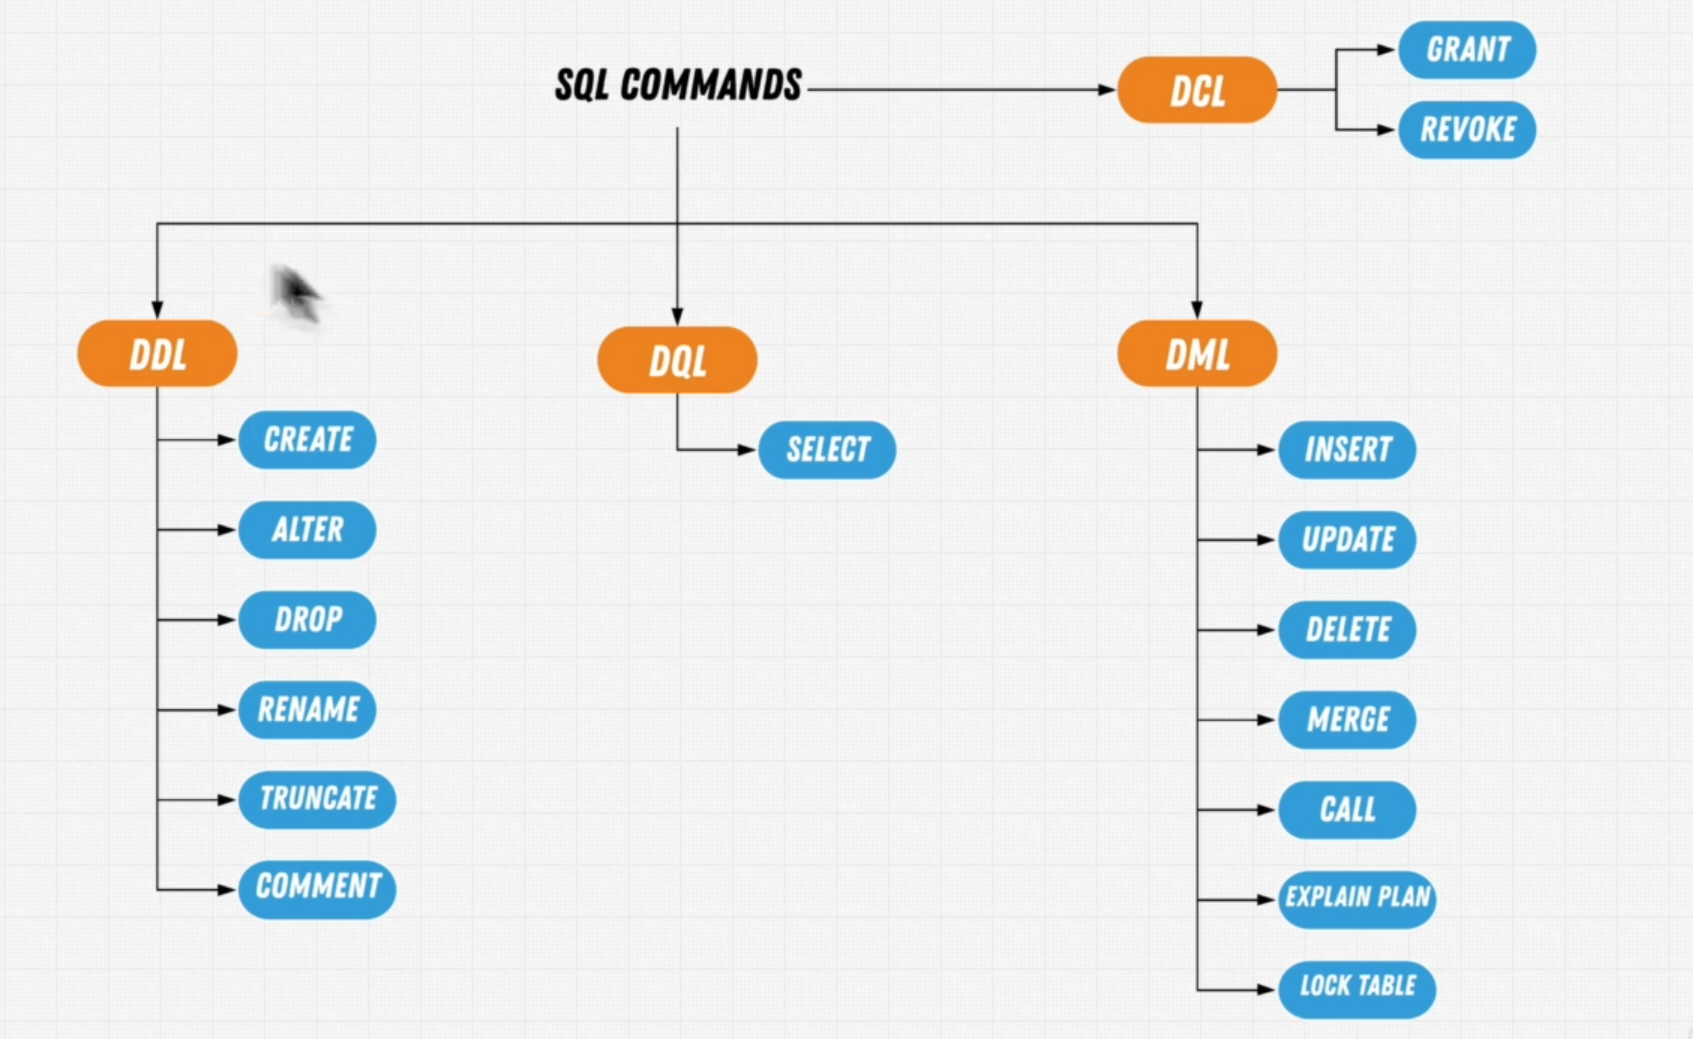 SQL COMMANDS
DCL
GRANT
REVOKE
DDL
CREATE
ALTER
DROP
RENAME
TRUNCATE
COMMENT
DQL
SELECT
DML
INSERT
UPDATE
DELETE
MERGE
CALL
EXPLAIN PLAN
LOCK TABLE